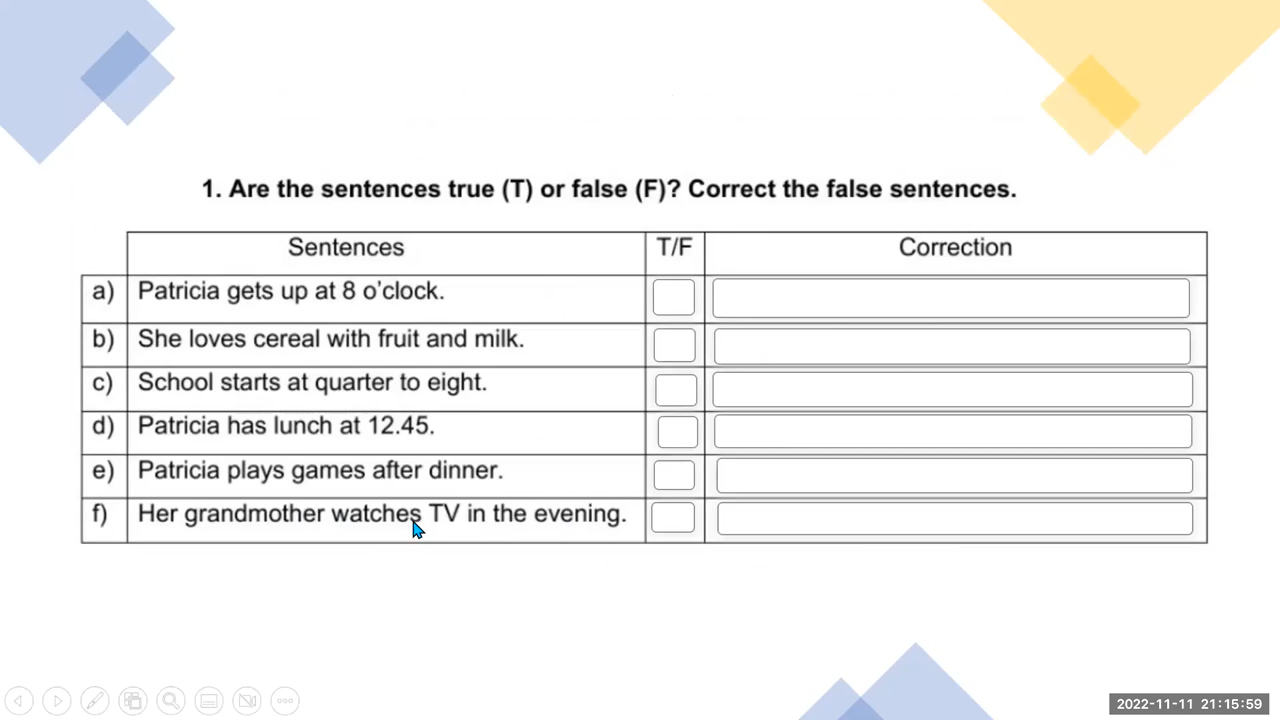 1. Are the sentences true (T) or false (F)? Correct the false sentences.
Sentences T/F Correction
a) Patricia gets up at 8 o’clock.
b) She loves cereal with fruit and milk.
c) School starts at quarter to eight.
d) Patricia has lunch at 12.45.
e) Patricia plays games after dinner.
f) Her grandmother watches TV in the evening.
2022-11-11 21:15:59